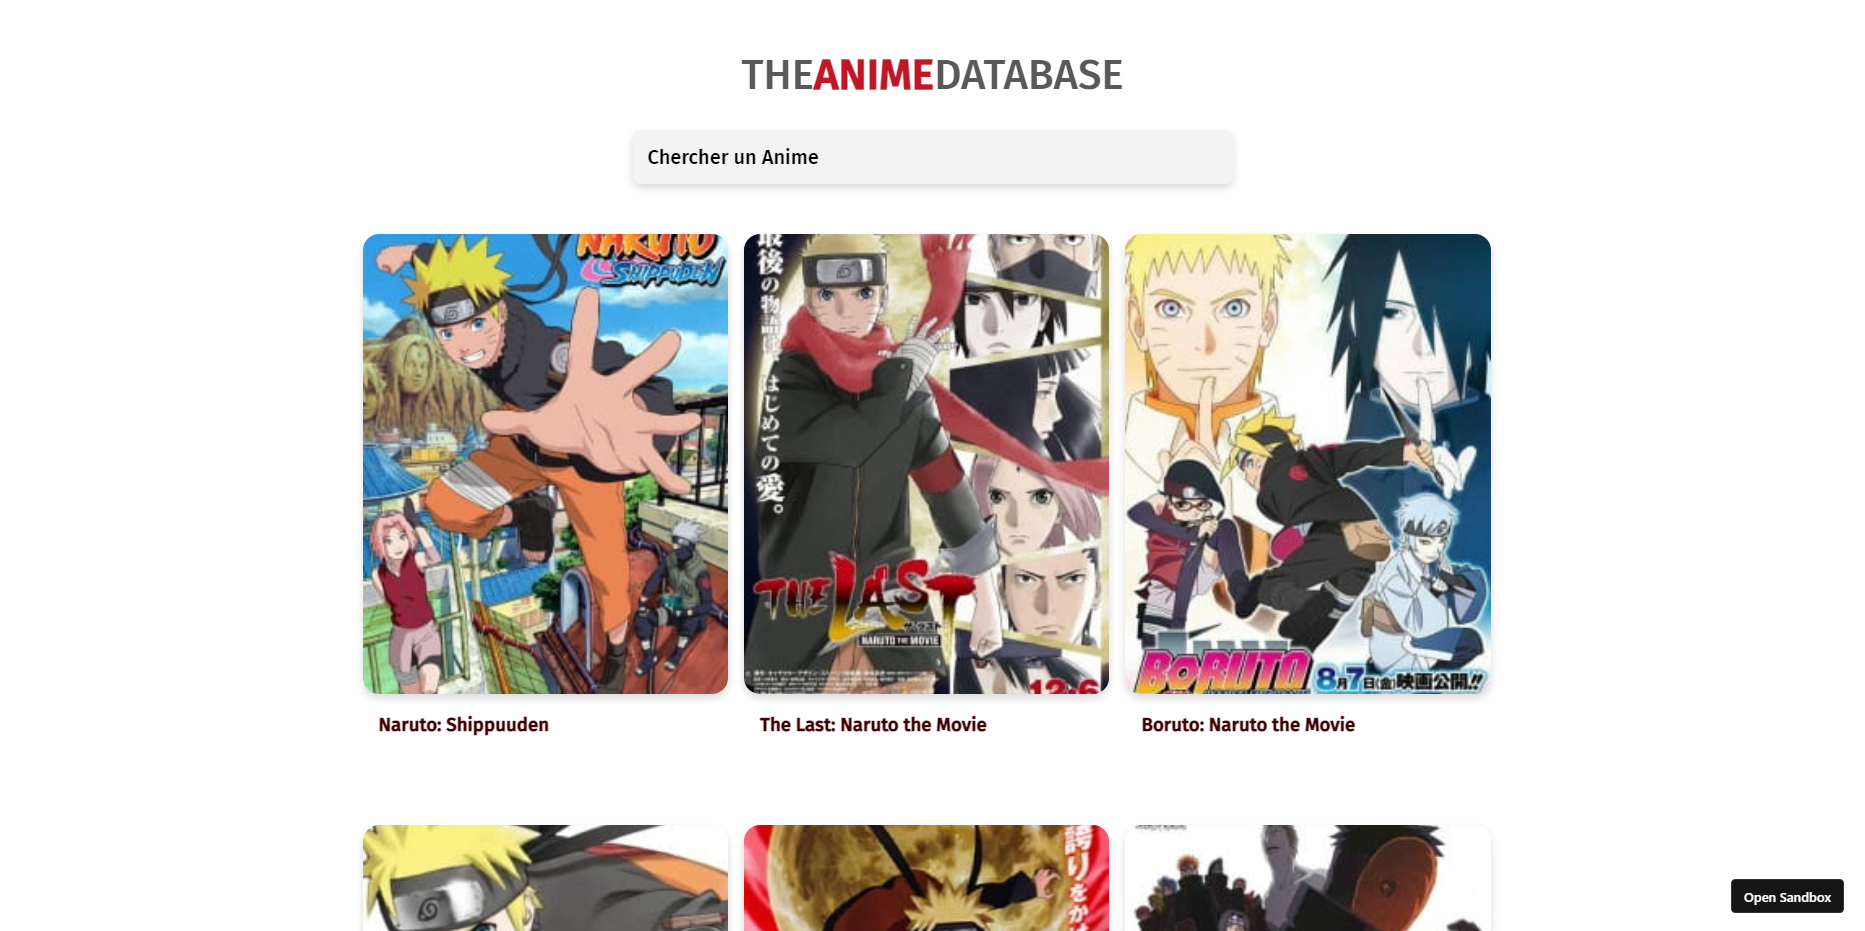 THEANIMEDATABASE
Chercher un Anime
NARUTO
SHIPPUDEN
最後の物語は、はじめての愛。
THE LAST
NARUTO THE MOVIE
12.6
BORUTO
8月7日(金)映画公開!!
Naruto: Shippuuden
The Last: Naruto the Movie
Boruto: Naruto the Movie
誇りをか
Open Sandbox